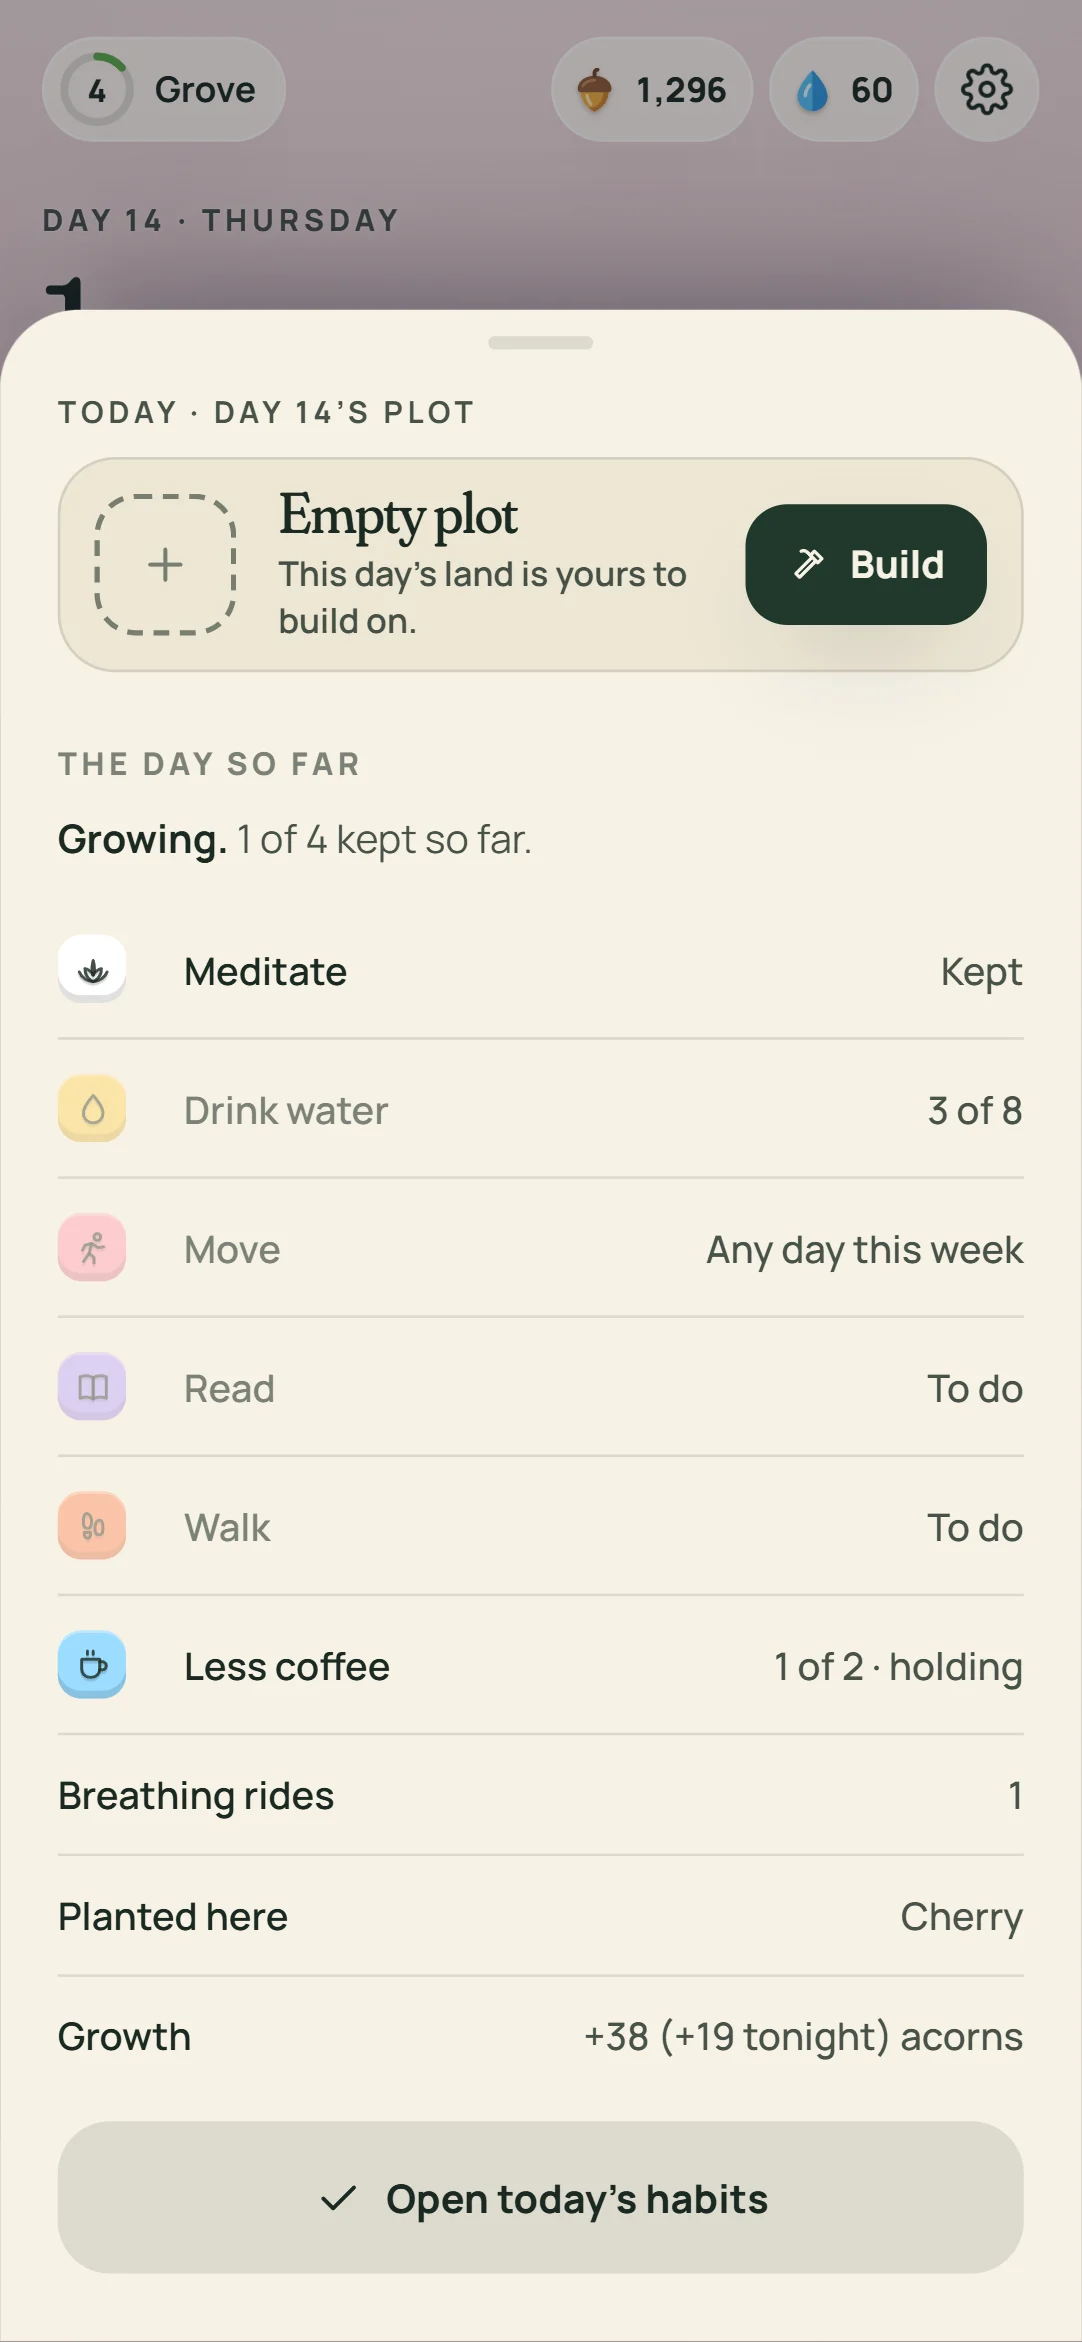 4 Grove 1,296 60
DAY 14 · THURSDAY
TODAY · DAY 14’S PLOT
Empty plot
This day’s land is yours to
build on.
Build
THE DAY SO FAR
Growing. 1 of 4 kept so far.
Meditate Kept
Drink water 3 of 8
Move Any day this week
Read To do
Walk To do
Less coffee 1 of 2 · holding
Breathing rides 1
Planted here Cherry
Growth +38 (+19 tonight) acorns
Open today’s habits